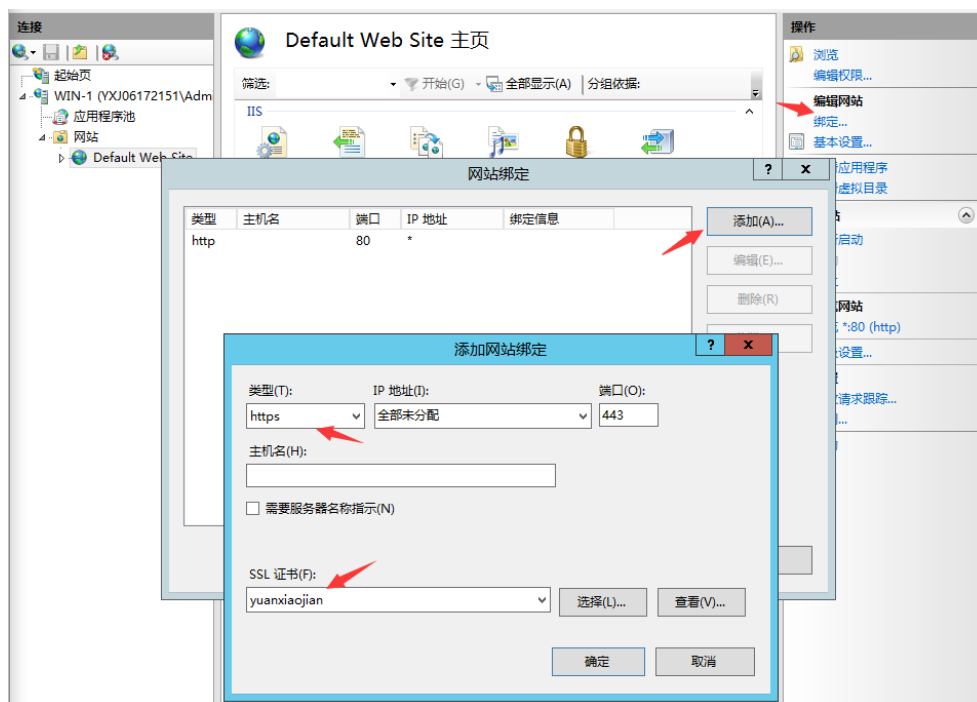 连接
起始页
WIN-1 (YXJ06172151\Adm
应用程序池
网站
Default Web Site
Default Web Site 主页
筛选:
开始(G)
全部显示(A)
分组依据:
IIS
操作
浏览
编辑权限...
编辑网站
绑定...
基本设置...
应用程序
虚拟目录
启动
网站
*:80 (http)
设置...
请求跟踪...
网站绑定
? x
类型 主机名 端口 IP 地址 绑定信息
http 80 *
添加(A)...
编辑(E)...
删除(R)
添加网站绑定
? x
类型(T): IP 地址(I): 端口(O):
https 全部未分配 443
主机名(H):
需要服务器名称指示(N)
SSL 证书(F):
yuanxiaojian 选择(L)... 查看(V)...
确定 取消